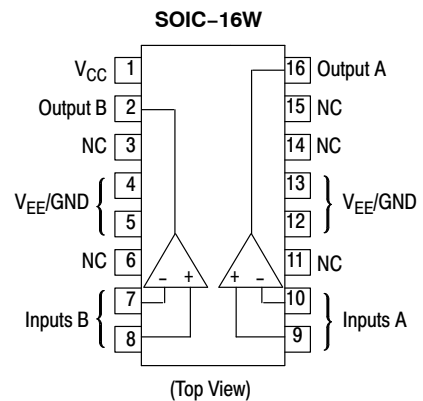 SOIC–16W
VCC 1 16 Output A
Output B 2 15 NC
NC 3 14 NC
4 13
VEE/GND VEE/GND
5 12
NC 6 11 NC
– + + –
7 10
Inputs B Inputs A
8 9
(Top View)